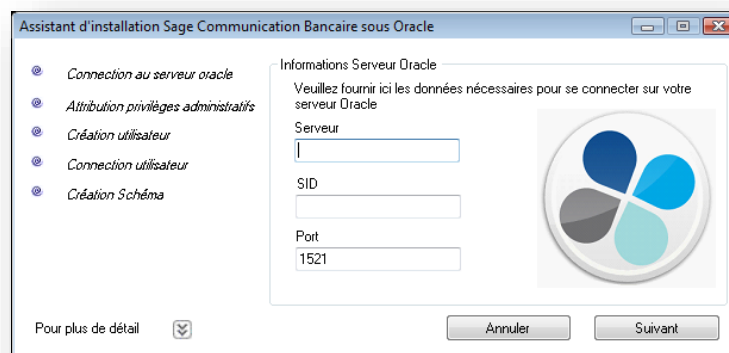 Assistant d'installation Sage Communication Bancaire sous Oracle
Connection au serveur oracle
Attribution privilèges administratifs
Création utilisateur
Connection utilisateur
Création Schéma
Informations Serveur Oracle
Veuillez fournir ici les données nécessaires pour se connecter sur votre
serveur Oracle
Serveur
SID
Port
1521
Pour plus de détail
Annuler
Suivant